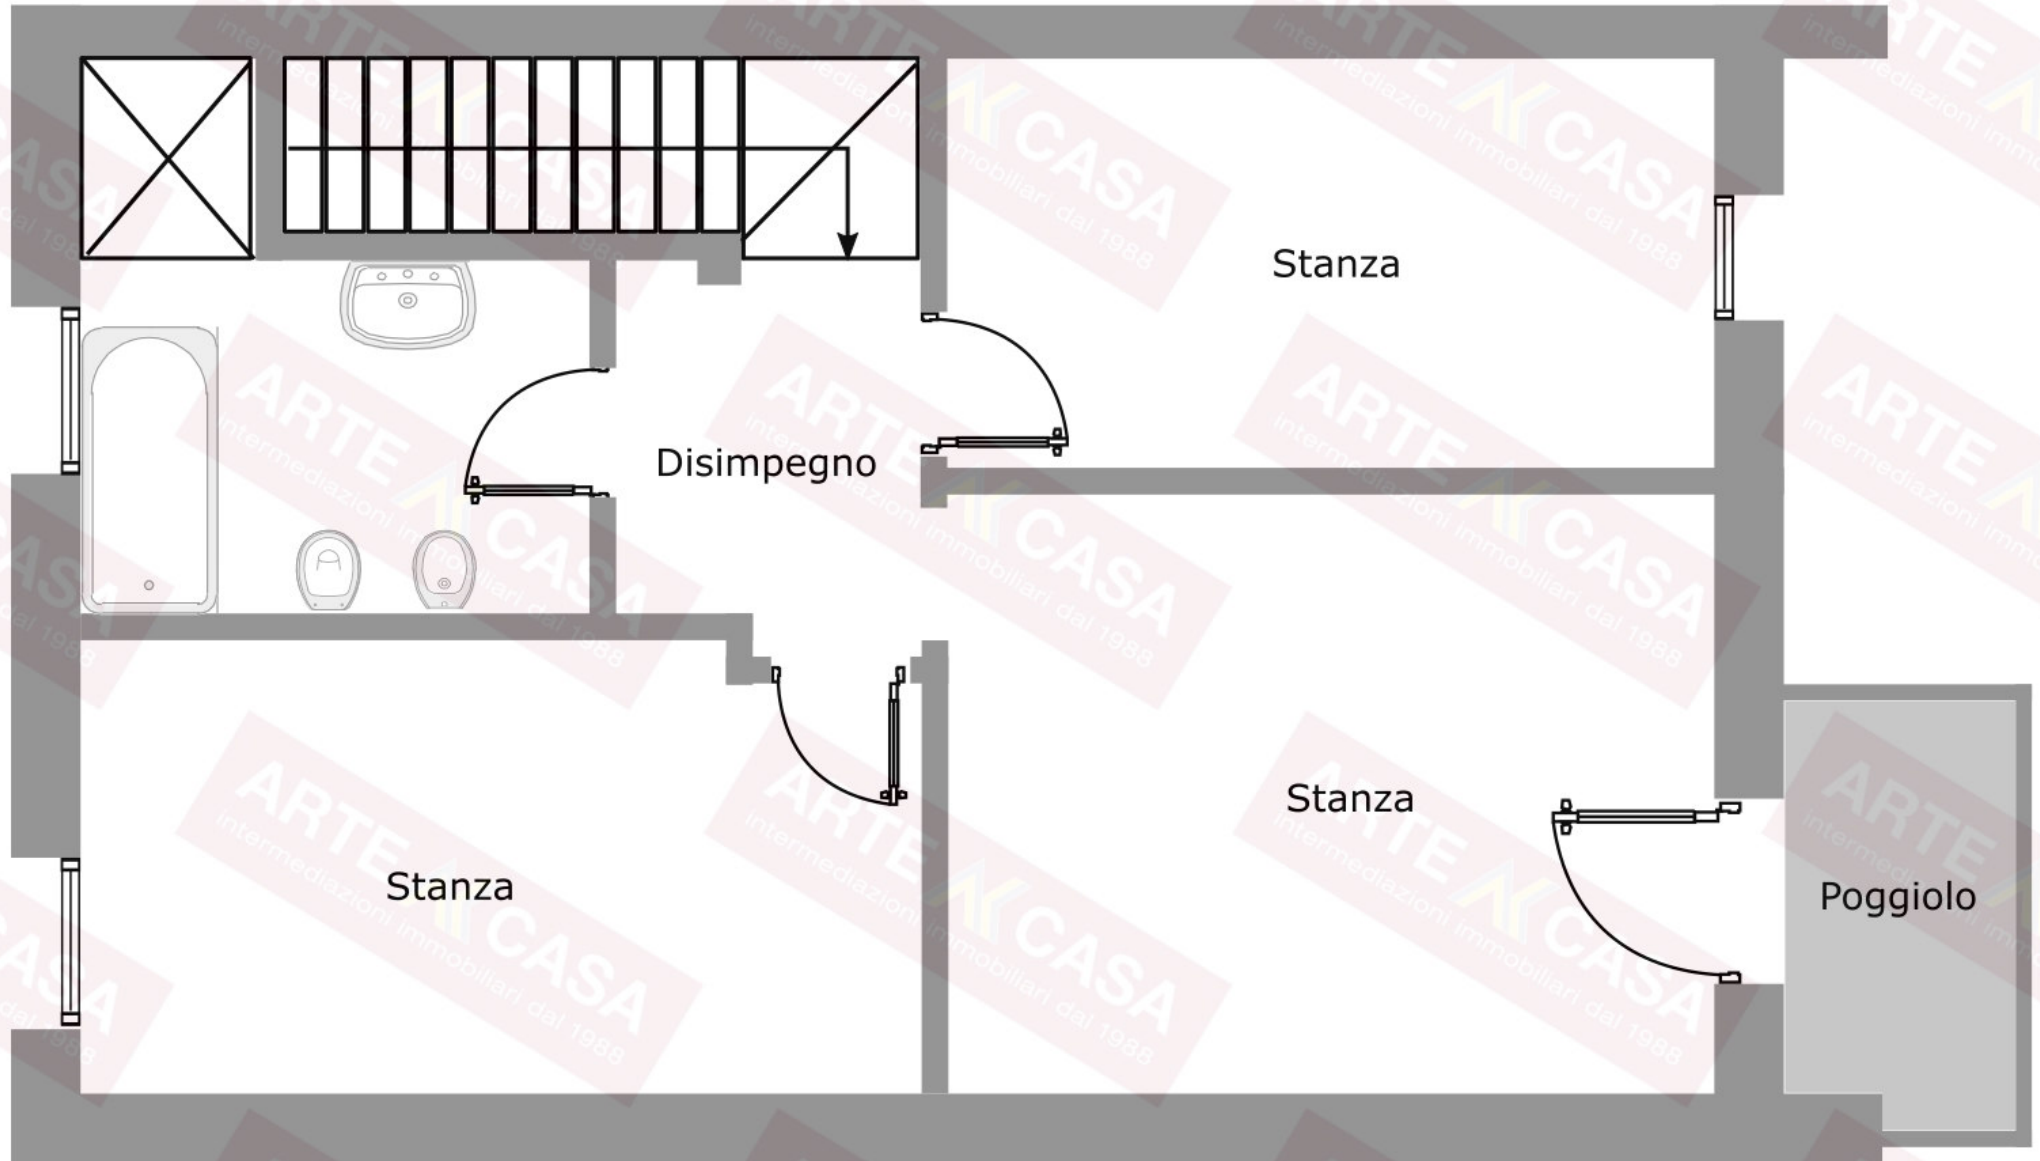 Stanza
Disimpegno
Stanza
Stanza
Poggiolo
ARTE CASA
intermediazioni immobiliari dal 1988